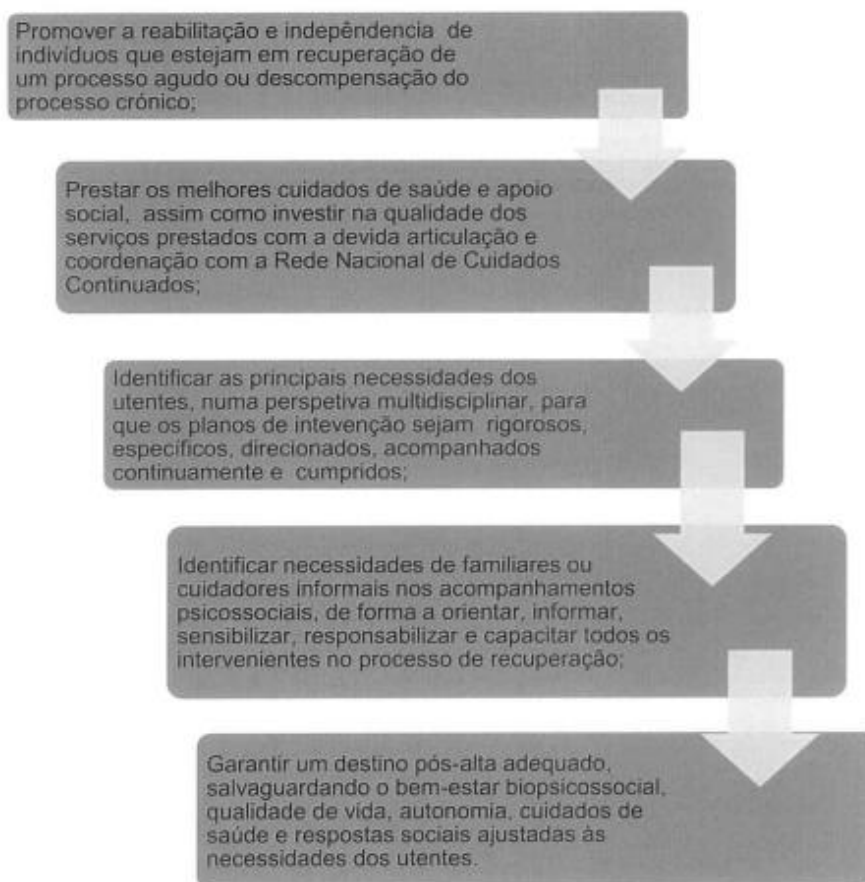 Promover a reabilitação e indepêndencia de
indivíduos que estejam em recuperação de
um processo agudo ou descompensação do
processo crónico;
Prestar os melhores cuidados de saúde e apoio
social, assim como investir na qualidade dos
serviços prestados com a devida articulação e
coordenação com a Rede Nacional de Cuidados
Continuados;
Identificar as principais necessidades dos
utentes, numa perspetiva multidisciplinar, para
que os planos de intevenção sejam rigorosos,
específicos, direcionados, acompanhados
continuamente e cumpridos;
Identificar necessidades de familiares ou
cuidadores informais nos acompanhamentos
psicossociais, de forma a orientar, informar,
sensibilizar, responsabilizar e capacitar todos os
intervenientes no processo de recuperação;
Garantir um destino pós-alta adequado,
salvaguardando o bem-estar biopsicossocial,
qualidade de vida, autonomia, cuidados de
saúde e respostas sociais ajustadas às
necessidades dos utentes.